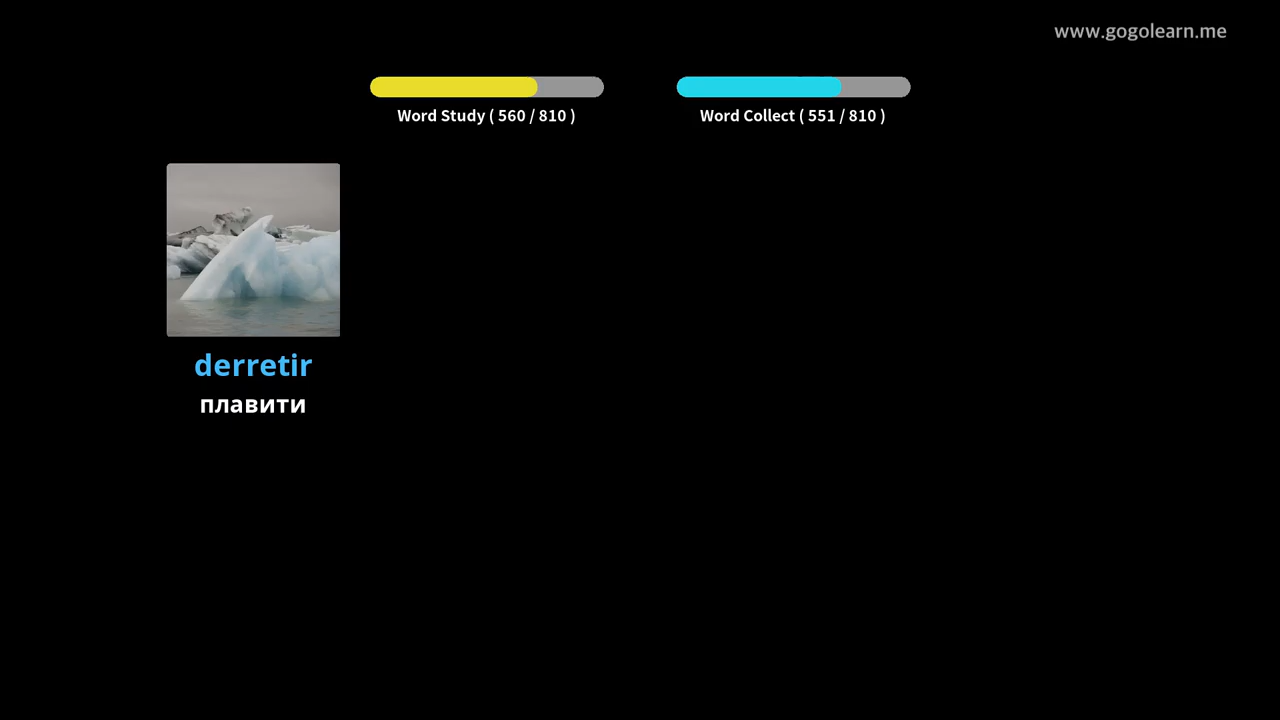 www.gogolearn.me
Word Study ( 560 / 810 )
Word Collect ( 551 / 810 )
derretir
плавити